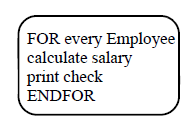 FOR every Employee
calculate salary
print check
ENDFOR